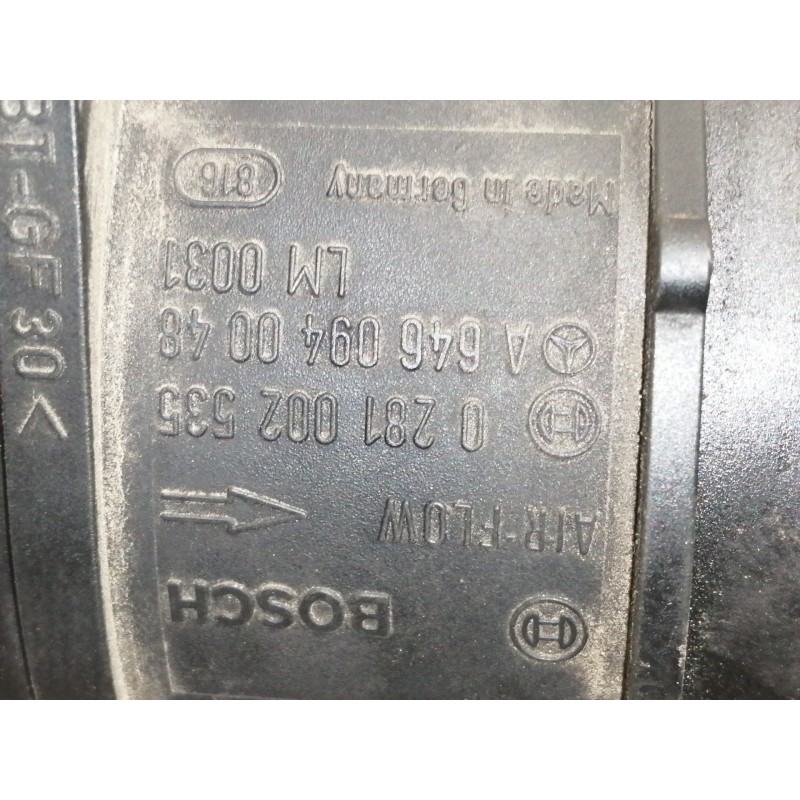 BOSCH
AIR-FLOW
0 281 002 535
A 646 094 00 48
LM 0031
Made in Germany 816
BT-GF 30<